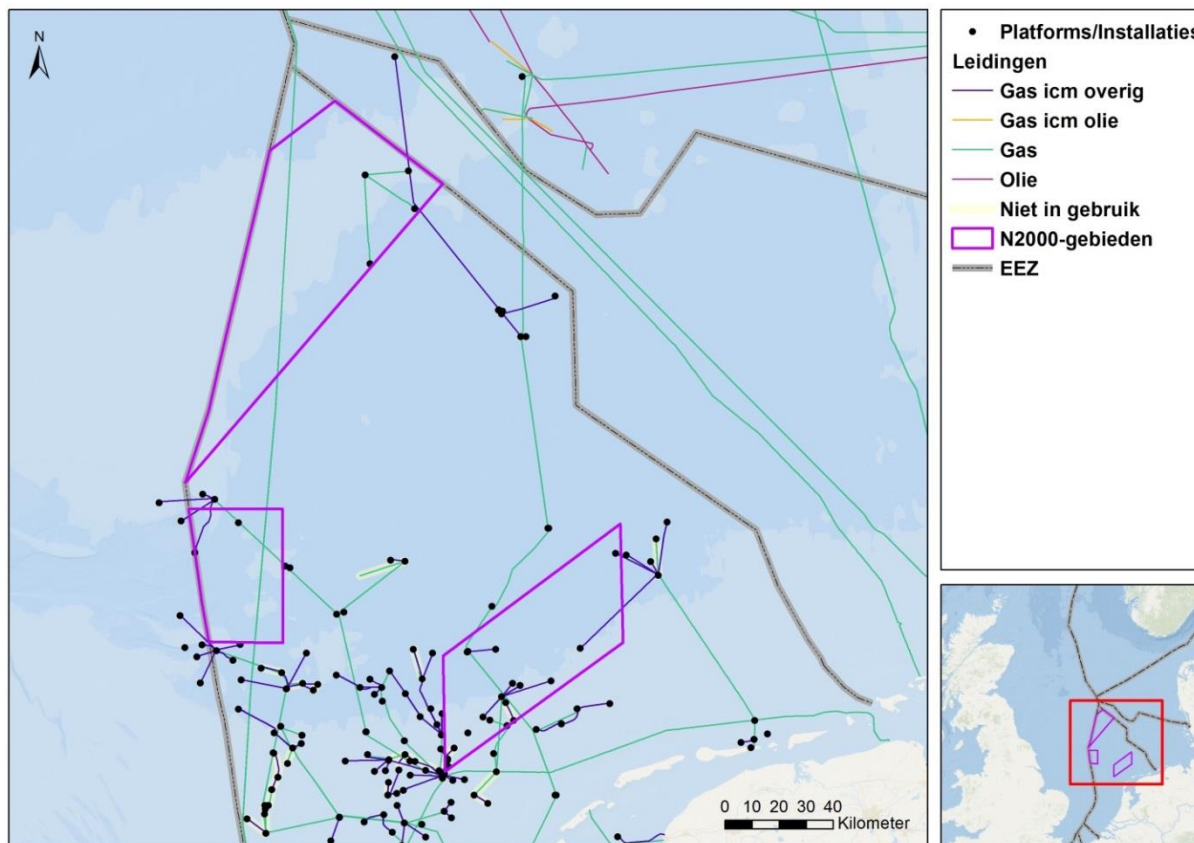 N
Platforms/Installaties
Leidingen
Gas icm overig
Gas icm olie
Gas
Olie
Niet in gebruik
N2000-gebieden
EEZ
0 10 20 30 40
Kilometer